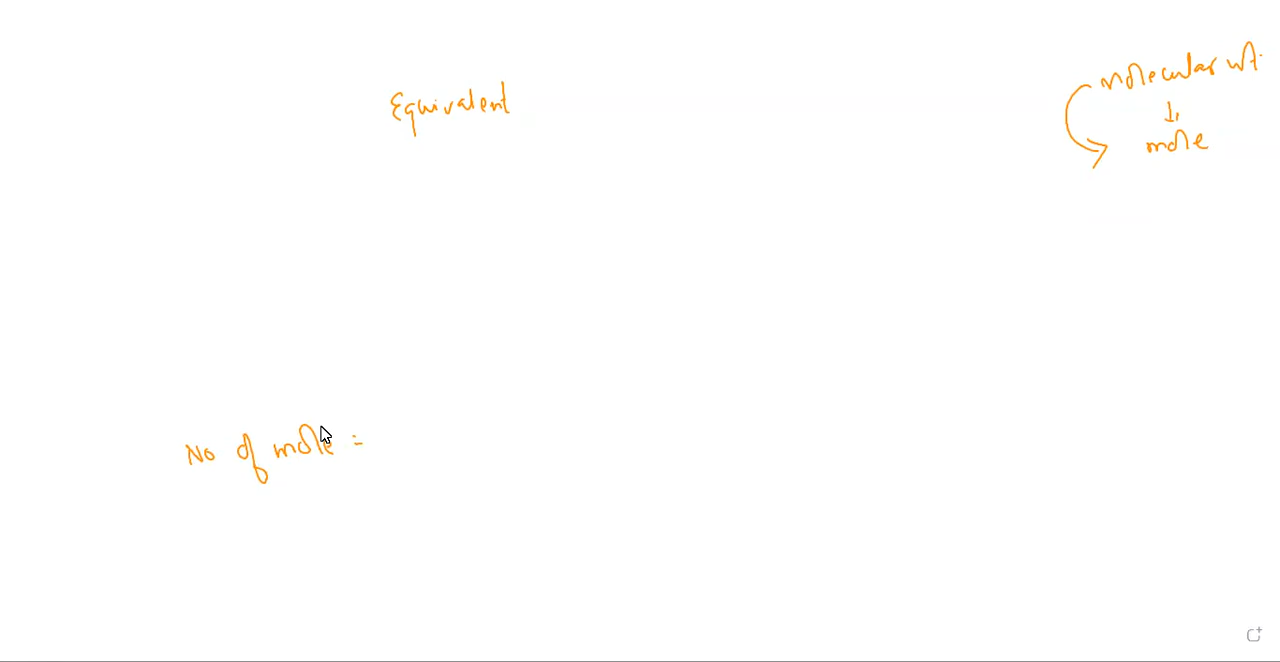 Molecular wt.
Equivalent
↓
mole
No of mole =